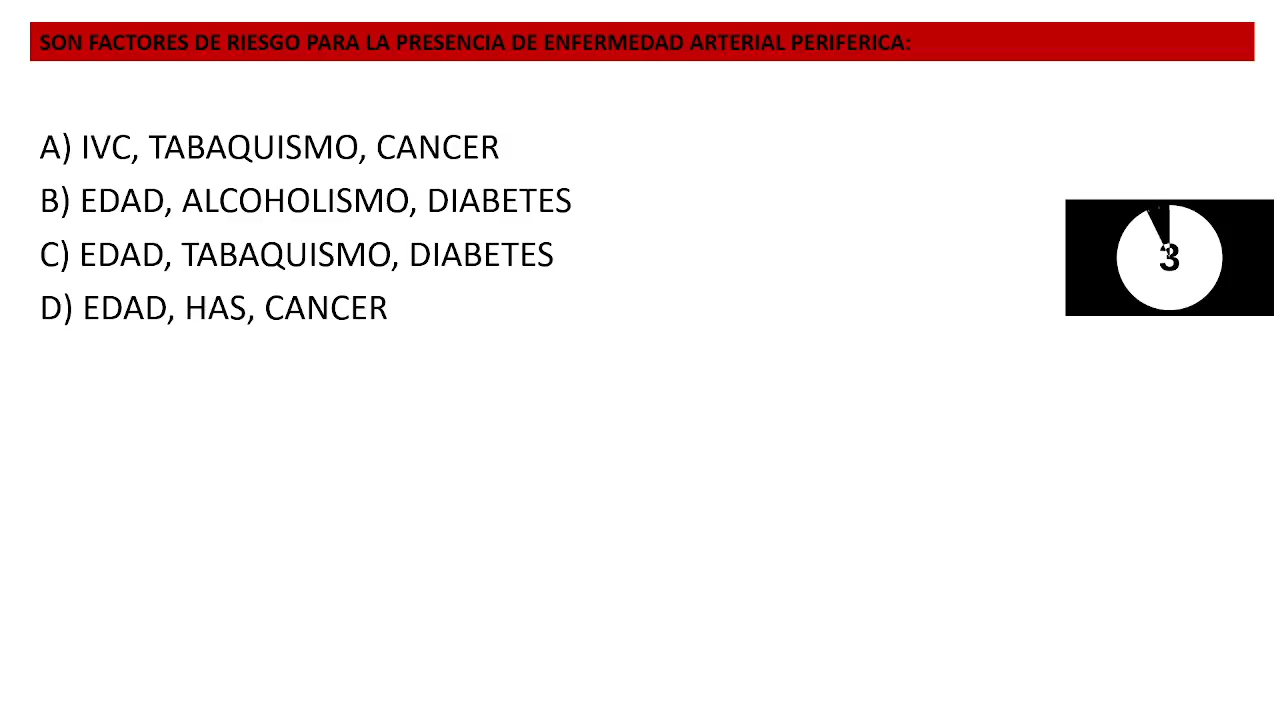 SON FACTORES DE RIESGO PARA LA PRESENCIA DE ENFERMEDAD ARTERIAL PERIFERICA:
A) IVC, TABAQUISMO, CANCER
B) EDAD, ALCOHOLISMO, DIABETES
C) EDAD, TABAQUISMO, DIABETES
D) EDAD, HAS, CANCER
3